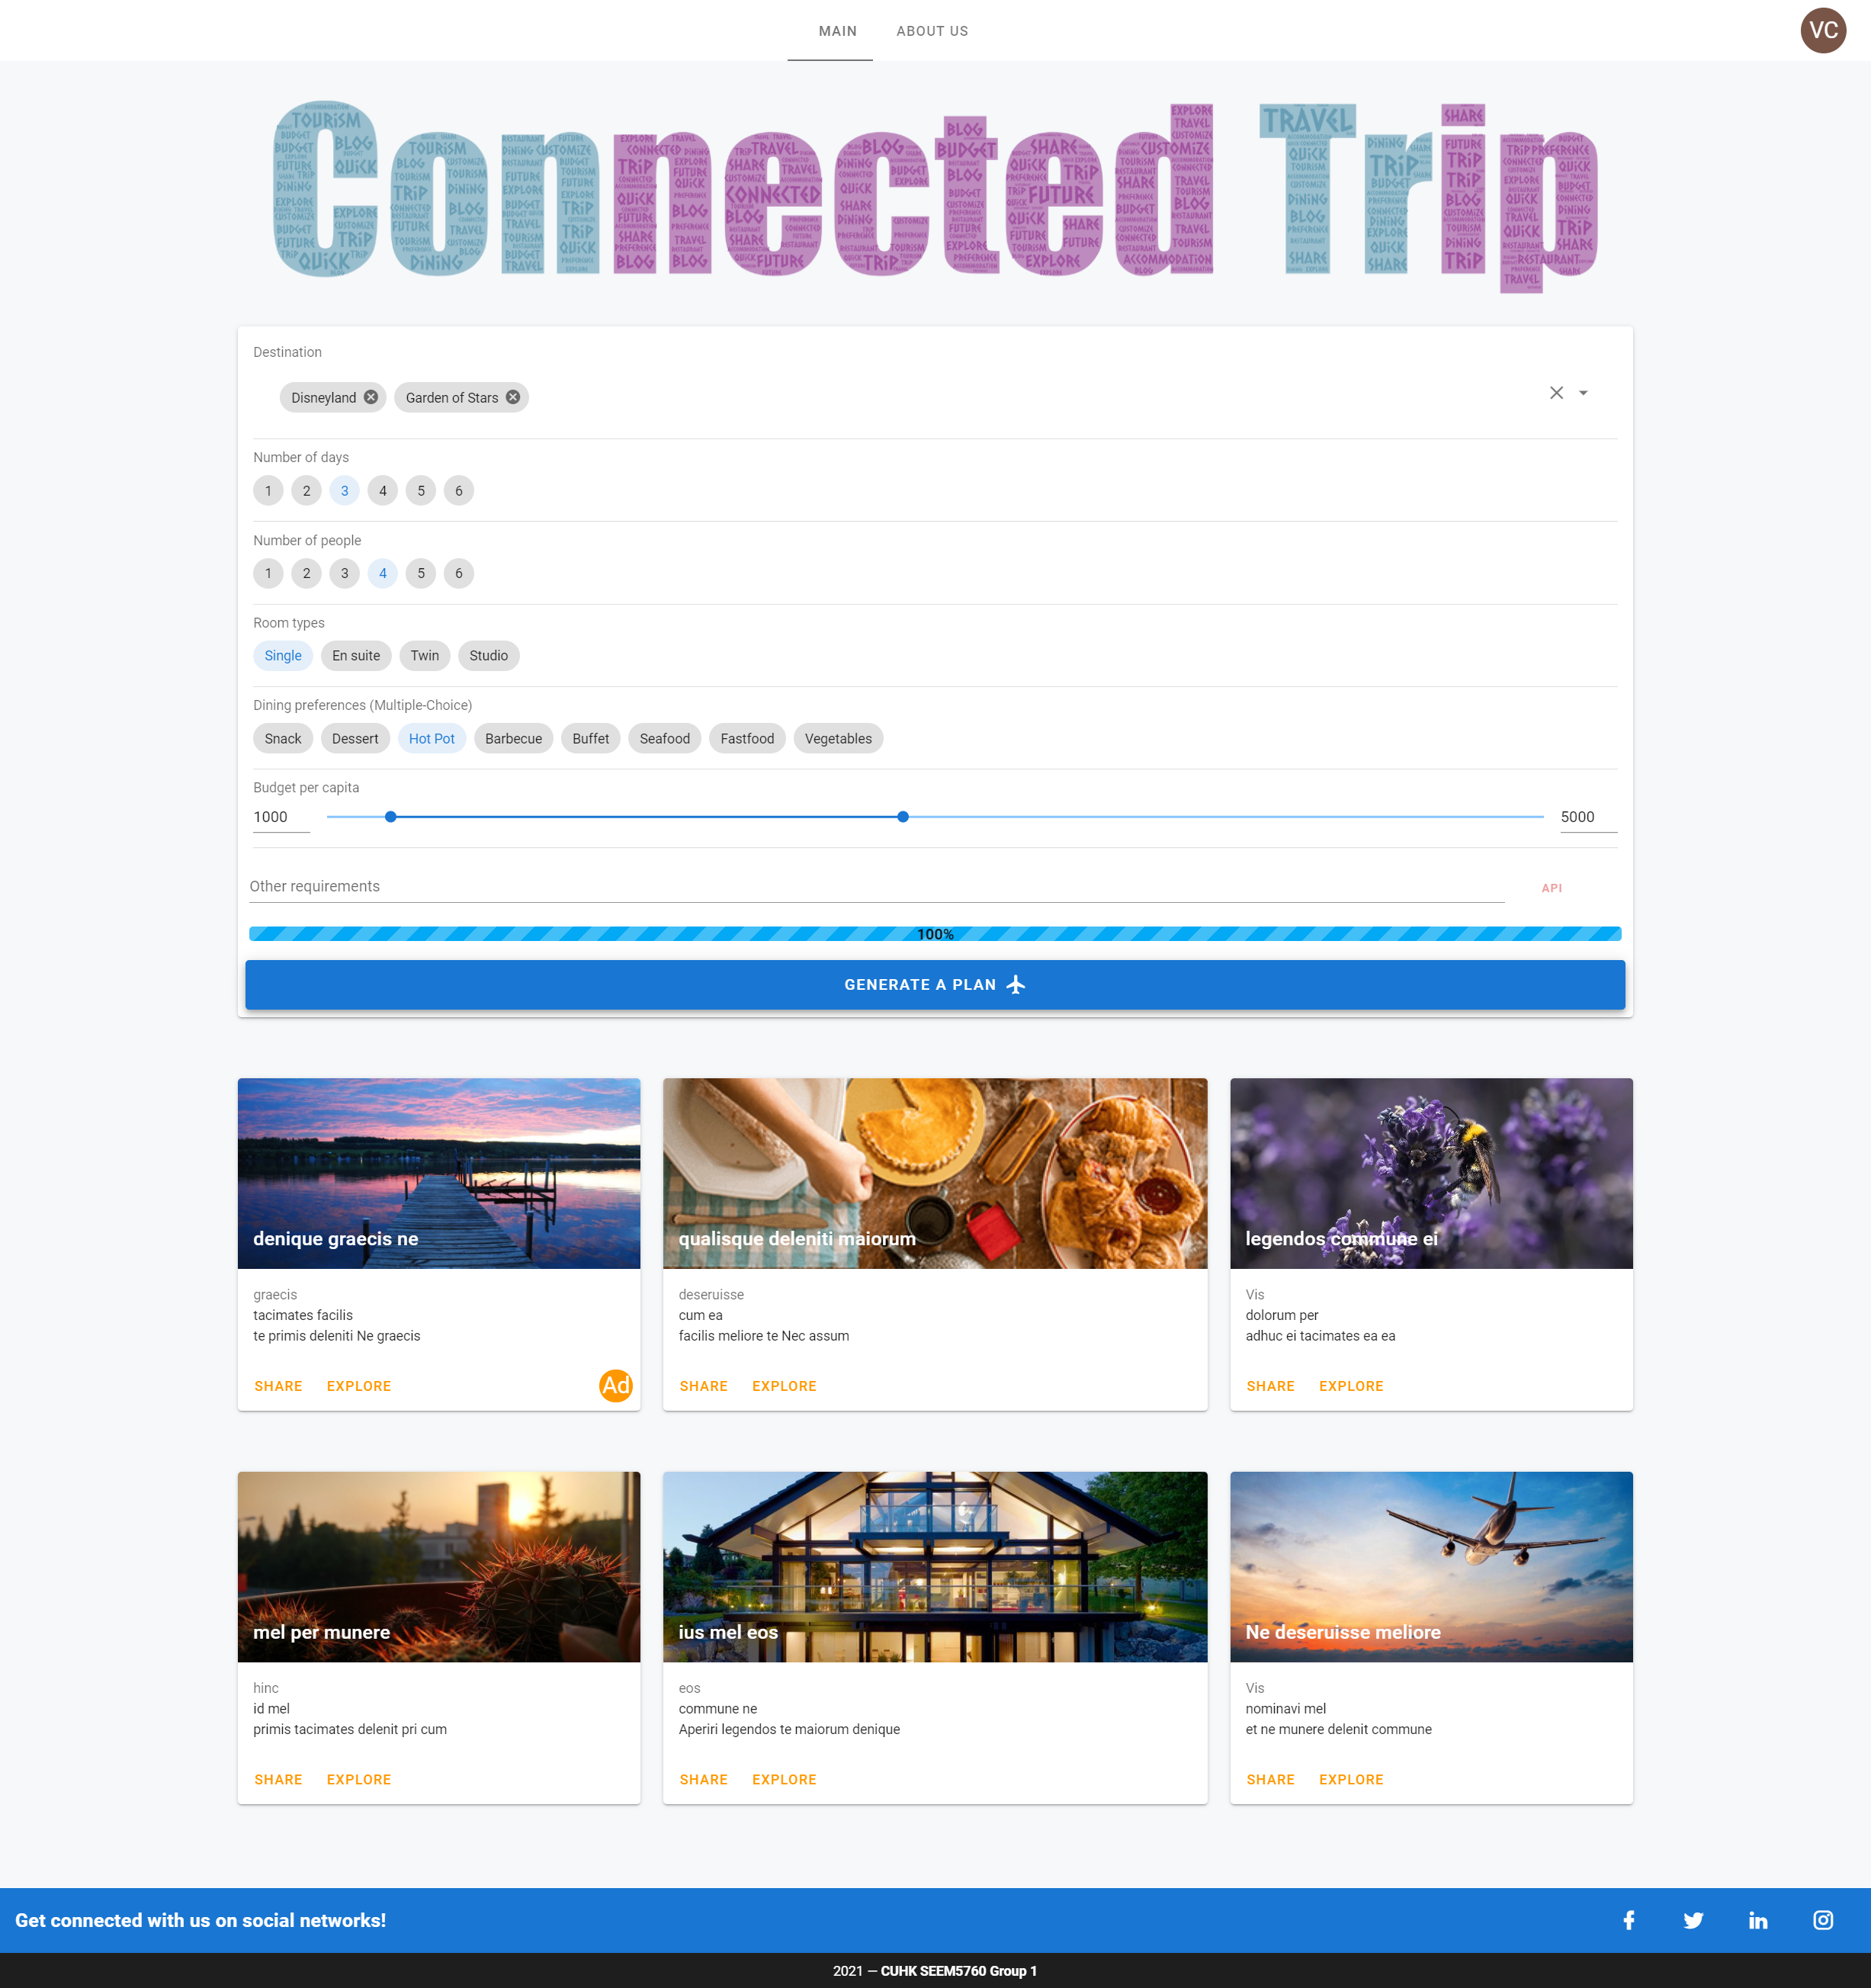 MAIN ABOUT US VC
Connected Trip
Destination
Disneyland Garden of Stars
Number of days
1 2 3 4 5 6
Number of people
1 2 3 4 5 6
Room types
Single En suite Twin Studio
Dining preferences (Multiple-Choice)
Snack Dessert Hot Pot Barbecue Buffet Seafood Fastfood Vegetables
Budget per capita
1000 5000
Other requirements API
100%
GENERATE A PLAN
denique graecis ne
graecis
tacimates facilis
te primis deleniti Ne graecis
SHARE EXPLORE Ad
qualisque deleniti maiorum
deseruisse
cum ea
facilis meliore te Nec assum
SHARE EXPLORE
legendos commune ei
Vis
dolorum per
adhuc ei tacimates ea ea
SHARE EXPLORE
mel per munere
hinc
id mel
primis tacimates delenit pri cum
SHARE EXPLORE
ius mel eos
eos
commune ne
Aperiri legendos te maiorum denique
SHARE EXPLORE
Ne deseruisse meliore
Vis
nominavi mel
et ne munere delenit commune
SHARE EXPLORE
Get connected with us on social networks!
2021 — CUHK SEEM5760 Group 1